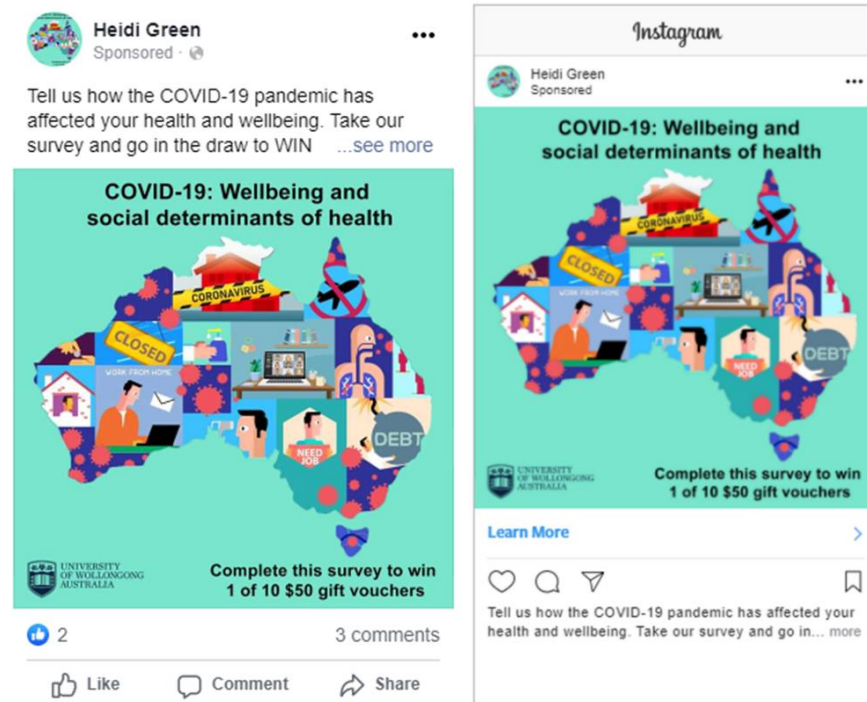 Heidi Green
Sponsored ·
Tell us how the COVID-19 pandemic has
affected your health and wellbeing. Take our
survey and go in the draw to WIN ...see more
COVID-19: Wellbeing and
social determinants of health
CORONAVIRUS
CLOSED
WORK FROM HOME
NEED
JOB
DEBT
UNIVERSITY
OF WOLLONGONG
AUSTRALIA
Complete this survey to win
1 of 10 $50 gift vouchers
2
3 comments
Like
Comment
Share
Instagram
Heidi Green
Sponsored
COVID-19: Wellbeing and
social determinants of health
CORONAVIRUS
CLOSED
WORK FROM HOME
NEED
JOB
DEBT
UNIVERSITY
OF WOLLONGONG
AUSTRALIA
Complete this survey to win
1 of 10 $50 gift vouchers
Learn More
Tell us how the COVID-19 pandemic has affected your
health and wellbeing. Take our survey and go in... more